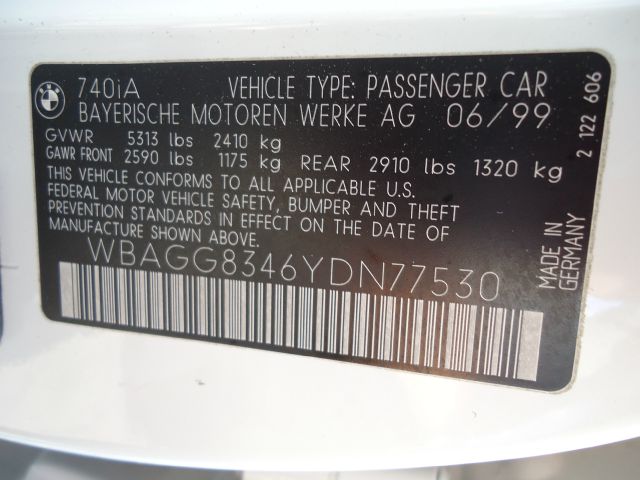 BMW
740iA VEHICLE TYPE: PASSENGER CAR
BAYERISCHE MOTOREN WERKE AG 06/99
GVWR 5313 lbs 2410 kg
GAWR FRONT 2590 lbs 1175 kg REAR 2910 lbs 1320 kg
THIS VEHICLE CONFORMS TO ALL APPLICABLE U.S.
FEDERAL MOTOR VEHICLE SAFETY, BUMPER AND THEFT
PREVENTION STANDARDS IN EFFECT ON THE DATE OF
MANUFACTURE SHOWN ABOVE.
WBAGG8346YDN77530
MADE IN
GERMANY
2 122 606